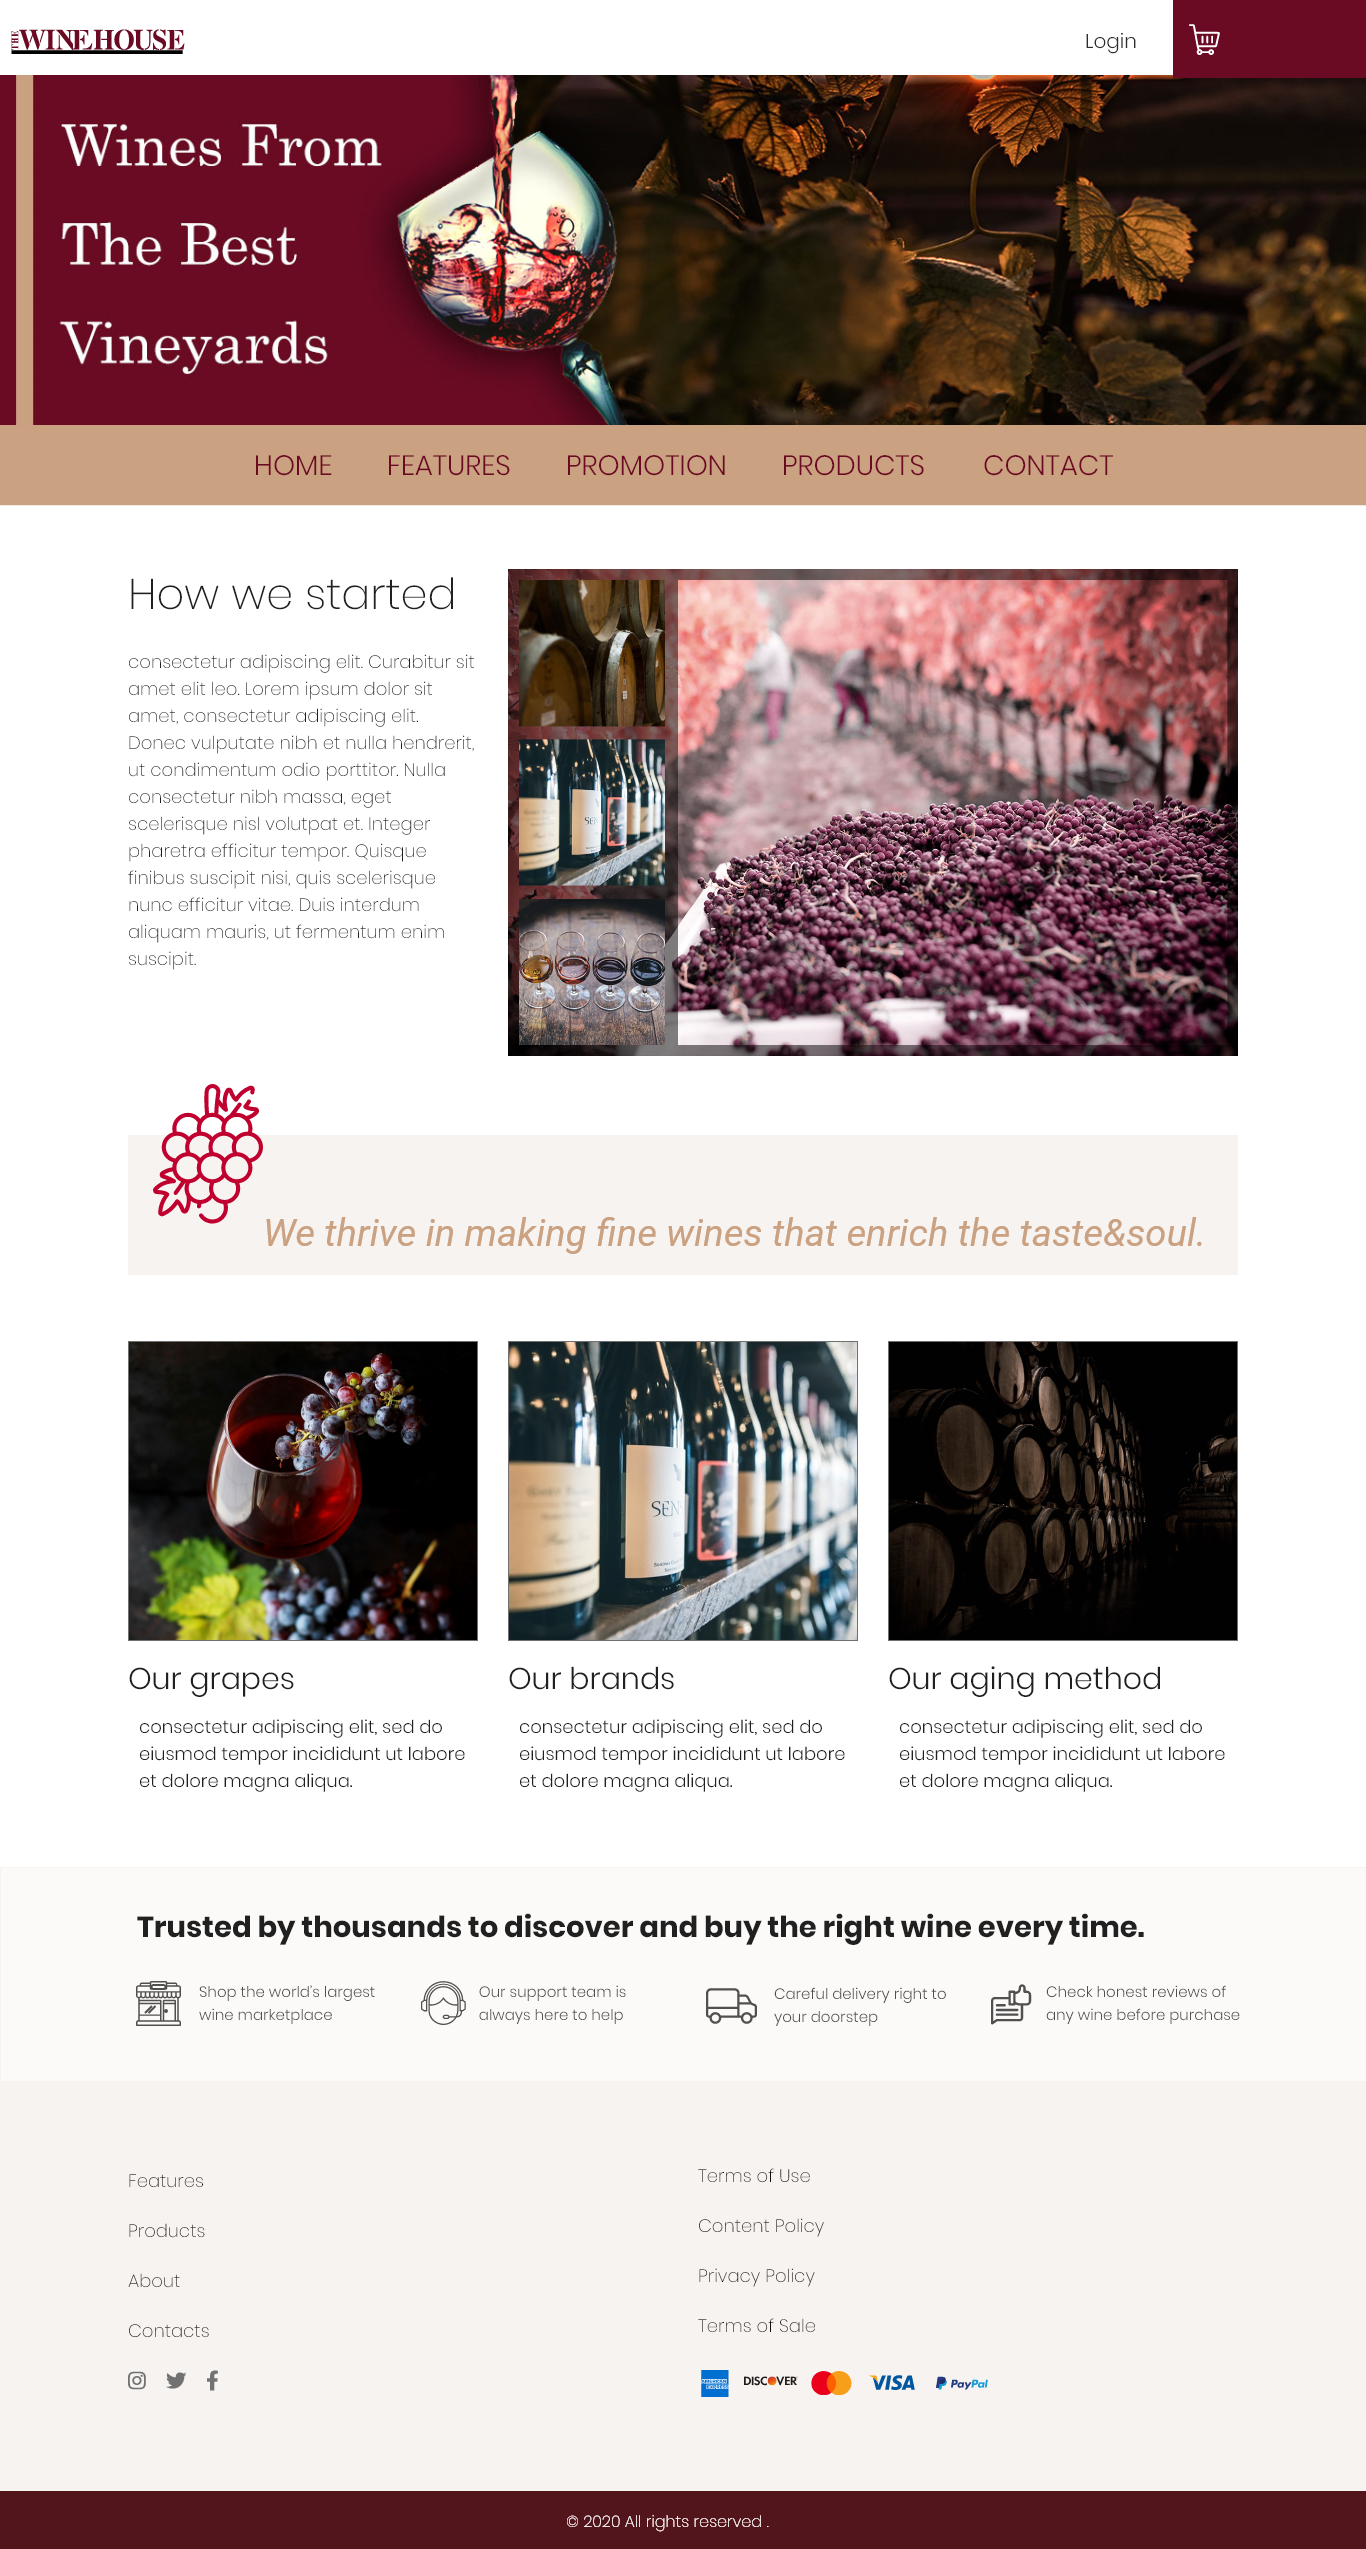 THE WINE HOUSE
Login
Wines From
The Best
Vineyards
HOME FEATURES PROMOTION PRODUCTS CONTACT
How we started
consectetur adipiscing elit. Curabitur sit
amet elit leo. Lorem ipsum dolor sit
amet, consectetur adipiscing elit.
Donec vulputate nibh et nulla hendrerit,
ut condimentum odio porttitor. Nulla
consectetur nibh massa, eget
scelerisque nisl volutpat et. Integer
pharetra efficitur tempor. Quisque
finibus suscipit nisi, quis scelerisque
nunc efficitur vitae. Duis interdum
aliquam mauris, ut fermentum enim
suscipit.
We thrive in making fine wines that enrich the taste&soul.
Our grapes
consectetur adipiscing elit, sed do
eiusmod tempor incididunt ut labore
et dolore magna aliqua.
Our brands
consectetur adipiscing elit, sed do
eiusmod tempor incididunt ut labore
et dolore magna aliqua.
Our aging method
consectetur adipiscing elit, sed do
eiusmod tempor incididunt ut labore
et dolore magna aliqua.
Trusted by thousands to discover and buy the right wine every time.
Shop the world's largest
wine marketplace
Our support team is
always here to help
Careful delivery right to
your doorstep
Check honest reviews of
any wine before purchase
Features
Products
About
Contacts
Terms of Use
Content Policy
Privacy Policy
Terms of Sale
AMERICAN EXPRESS DISCOVER VISA PayPal
© 2020 All rights reserved .